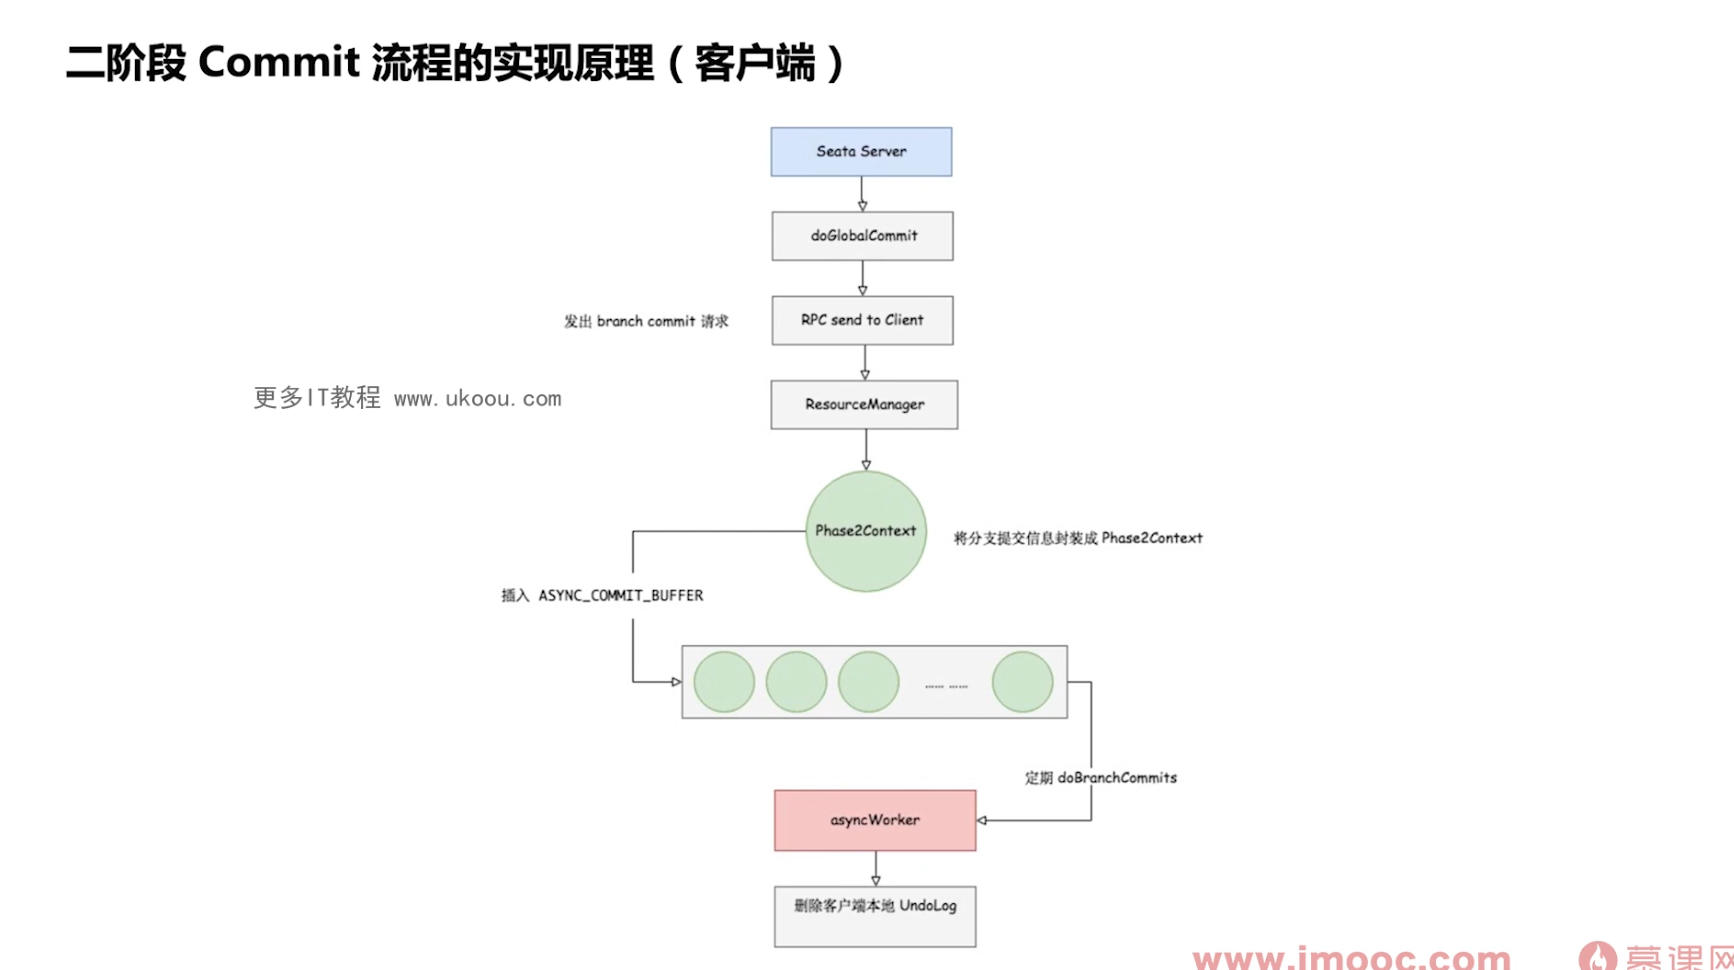 二阶段 Commit 流程的实现原理（客户端）
Seata Server
doGlobalCommit
发出 branch commit 请求
RPC send to Client
更多IT教程 www.ukoou.com
ResourceManager
Phase2Context
将分支提交信息封装成 Phase2Context
插入 ASYNC_COMMIT_BUFFER
...... ......
定期 doBranchCommits
asyncWorker
删除客户端本地 UndoLog
www.imooc.com
慕课网